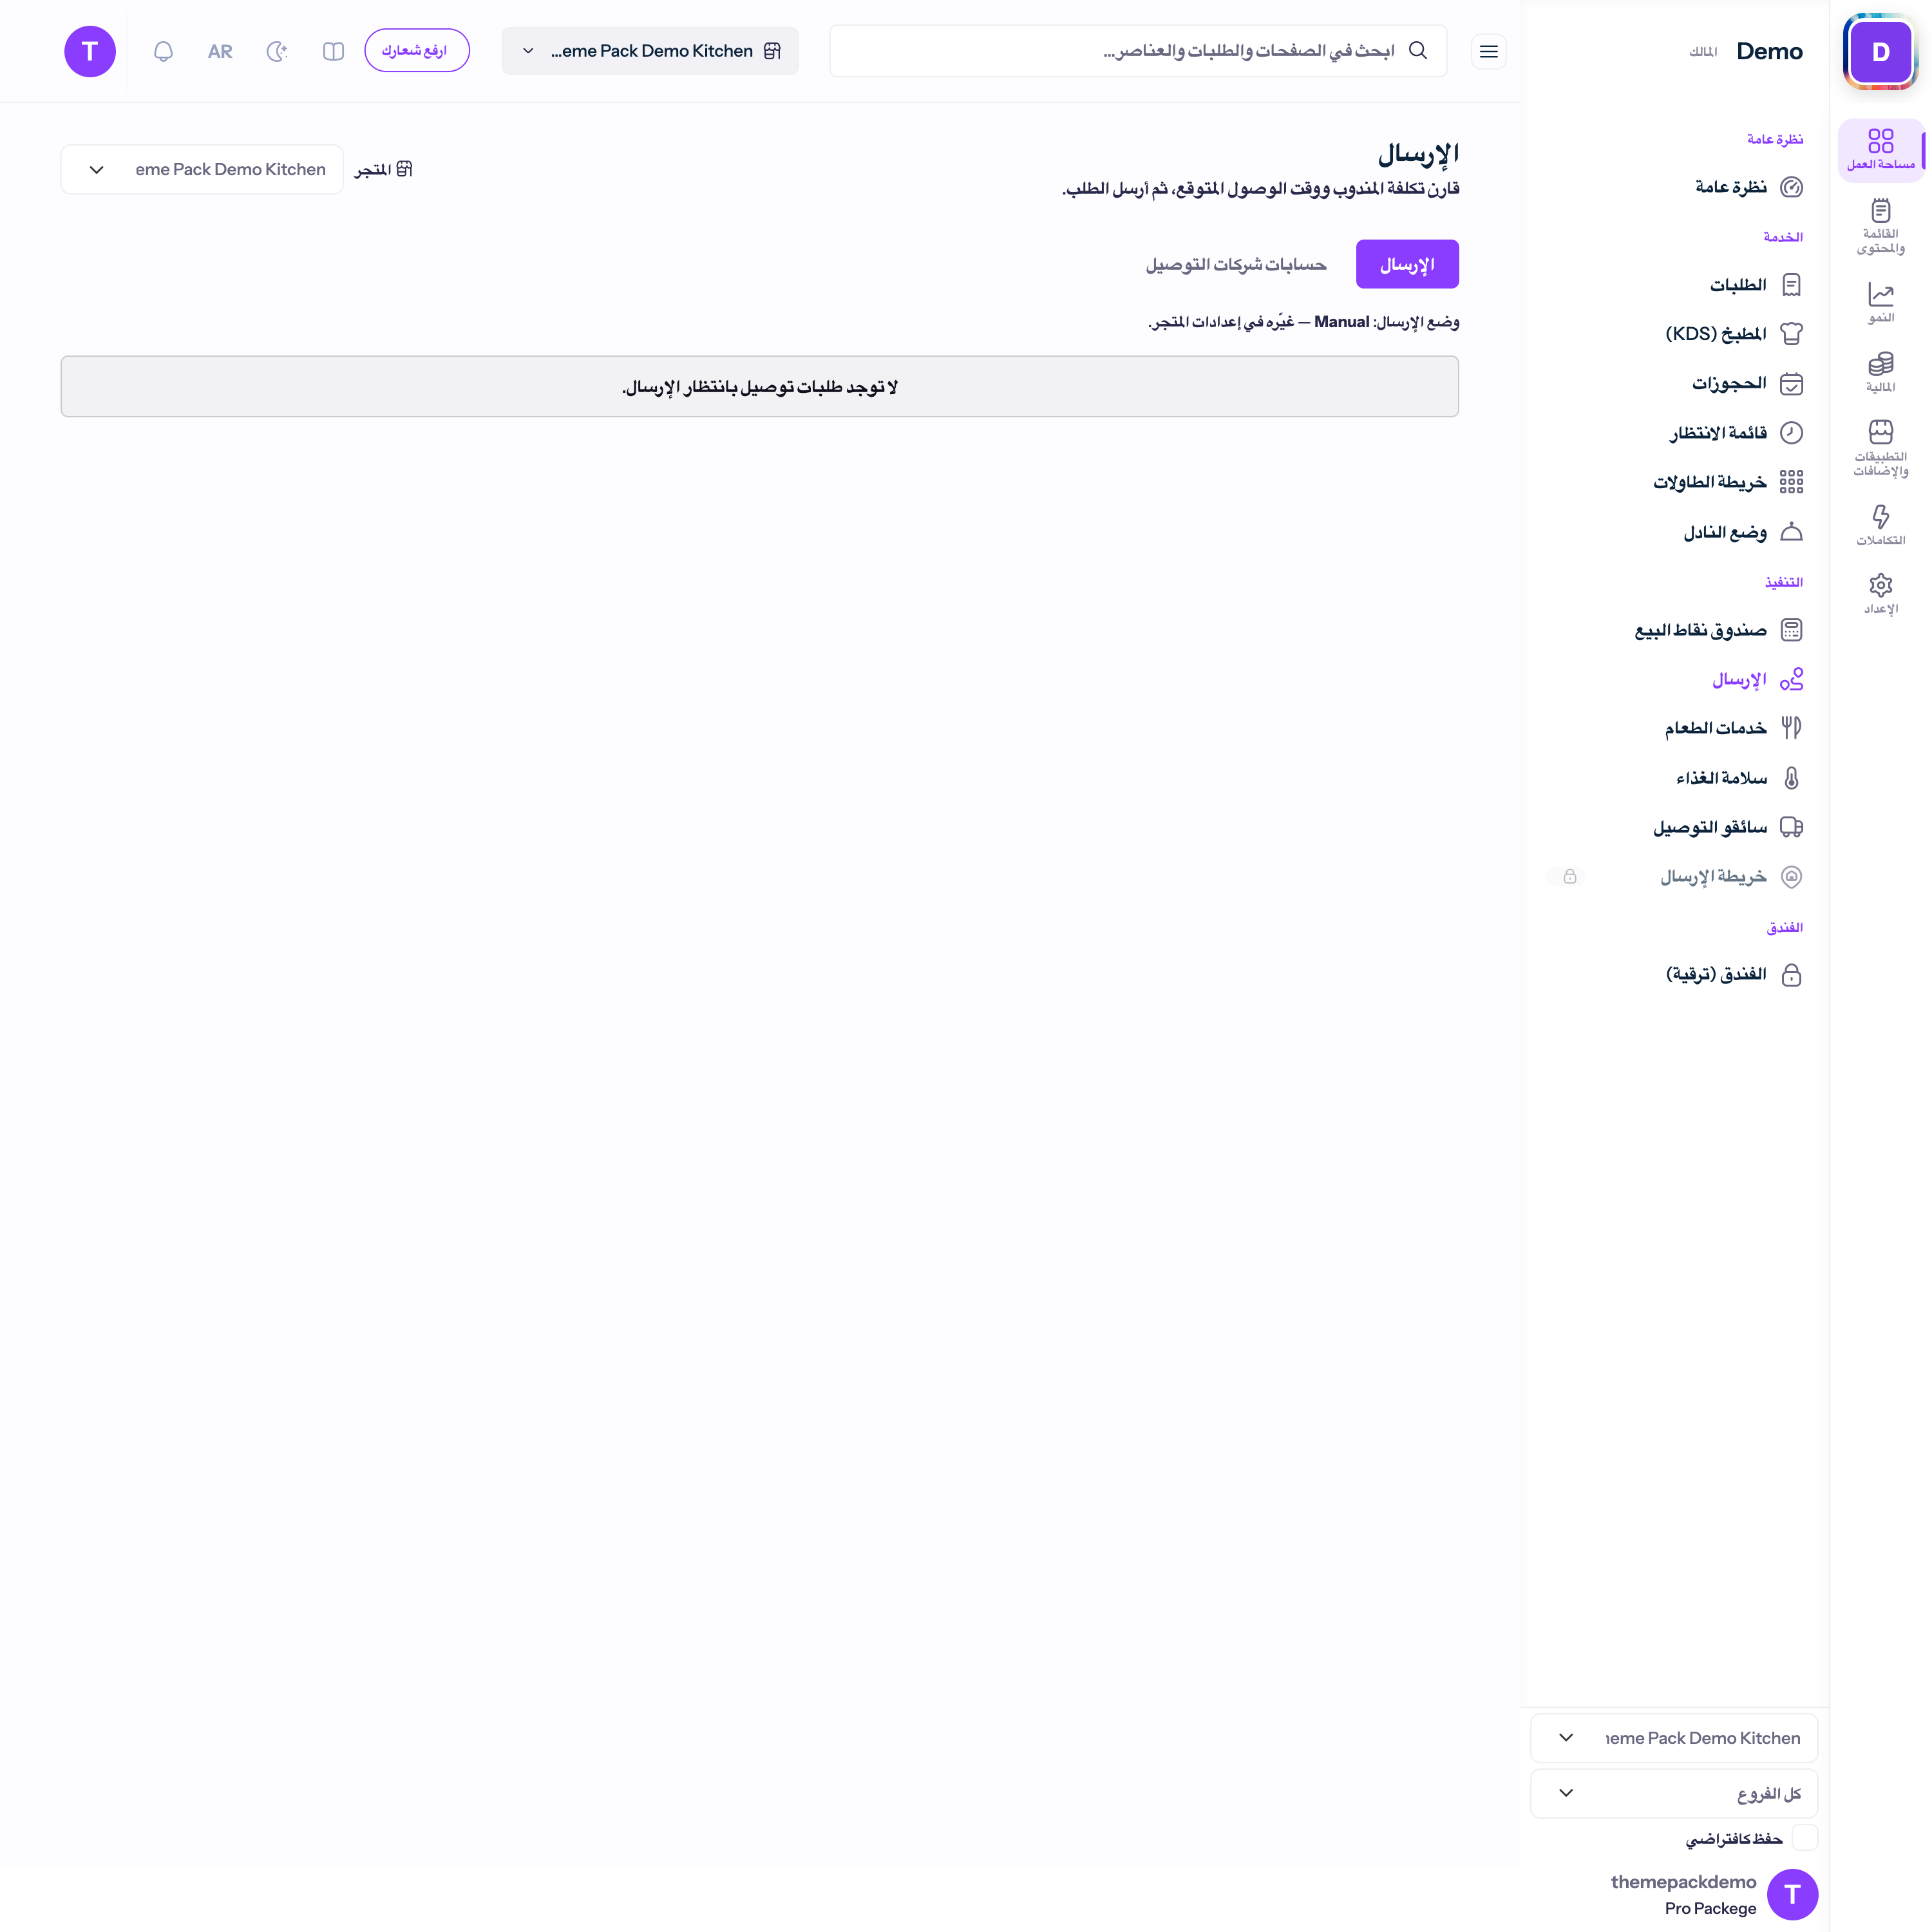 D
مساحة العمل
القائمة
والمحتوى
النمو
المالية
التطبيقات
والإضافات
التكاملات
الإعداد
Demo المالك
نظرة عامة
نظرة عامة
الخدمة
الطلبات
المطبخ (KDS)
الحجوزات
قائمة الانتظار
خريطة الطاولات
وضع النادل
التنفيذ
صندوق نقاط البيع
الإرسال
خدمات الطعام
سلامة الغذاء
سائقو التوصيل
خريطة الإرسال
الفندق
الفندق (ترقية)
eme Pack Demo Kitchen
كل الفروع
حفظ كافتراضي
T
themepackdemo
Pro Packege
ابحث في الصفحات والطلبات والعناصر...
...eme Pack Demo Kitchen
ارفع شعارك
AR
T
الإرسال
قارن تكلفة المندوب ووقت الوصول المتوقع، ثم أرسل الطلب.
المتجر
eme Pack Demo Kitchen
الإرسال
حسابات شركات التوصيل
وضع الإرسال: Manual — غيّره في إعدادات المتجر.
لا توجد طلبات توصيل بانتظار الإرسال.